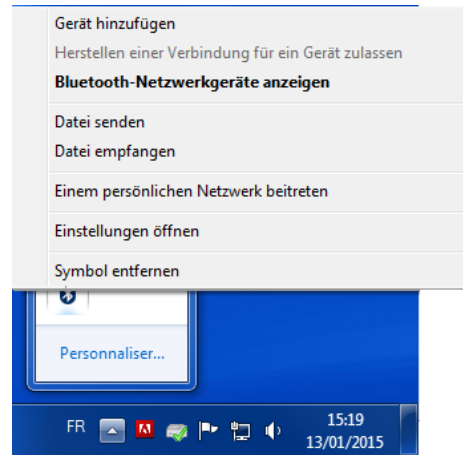 Gerät hinzufügen
Herstellen einer Verbindung für ein Gerät zulassen
Bluetooth-Netzwerkgeräte anzeigen
Datei senden
Datei empfangen
Einem persönlichen Netzwerk beitreten
Einstellungen öffnen
Symbol entfernen
Personnaliser...
FR
15:19
13/01/2015